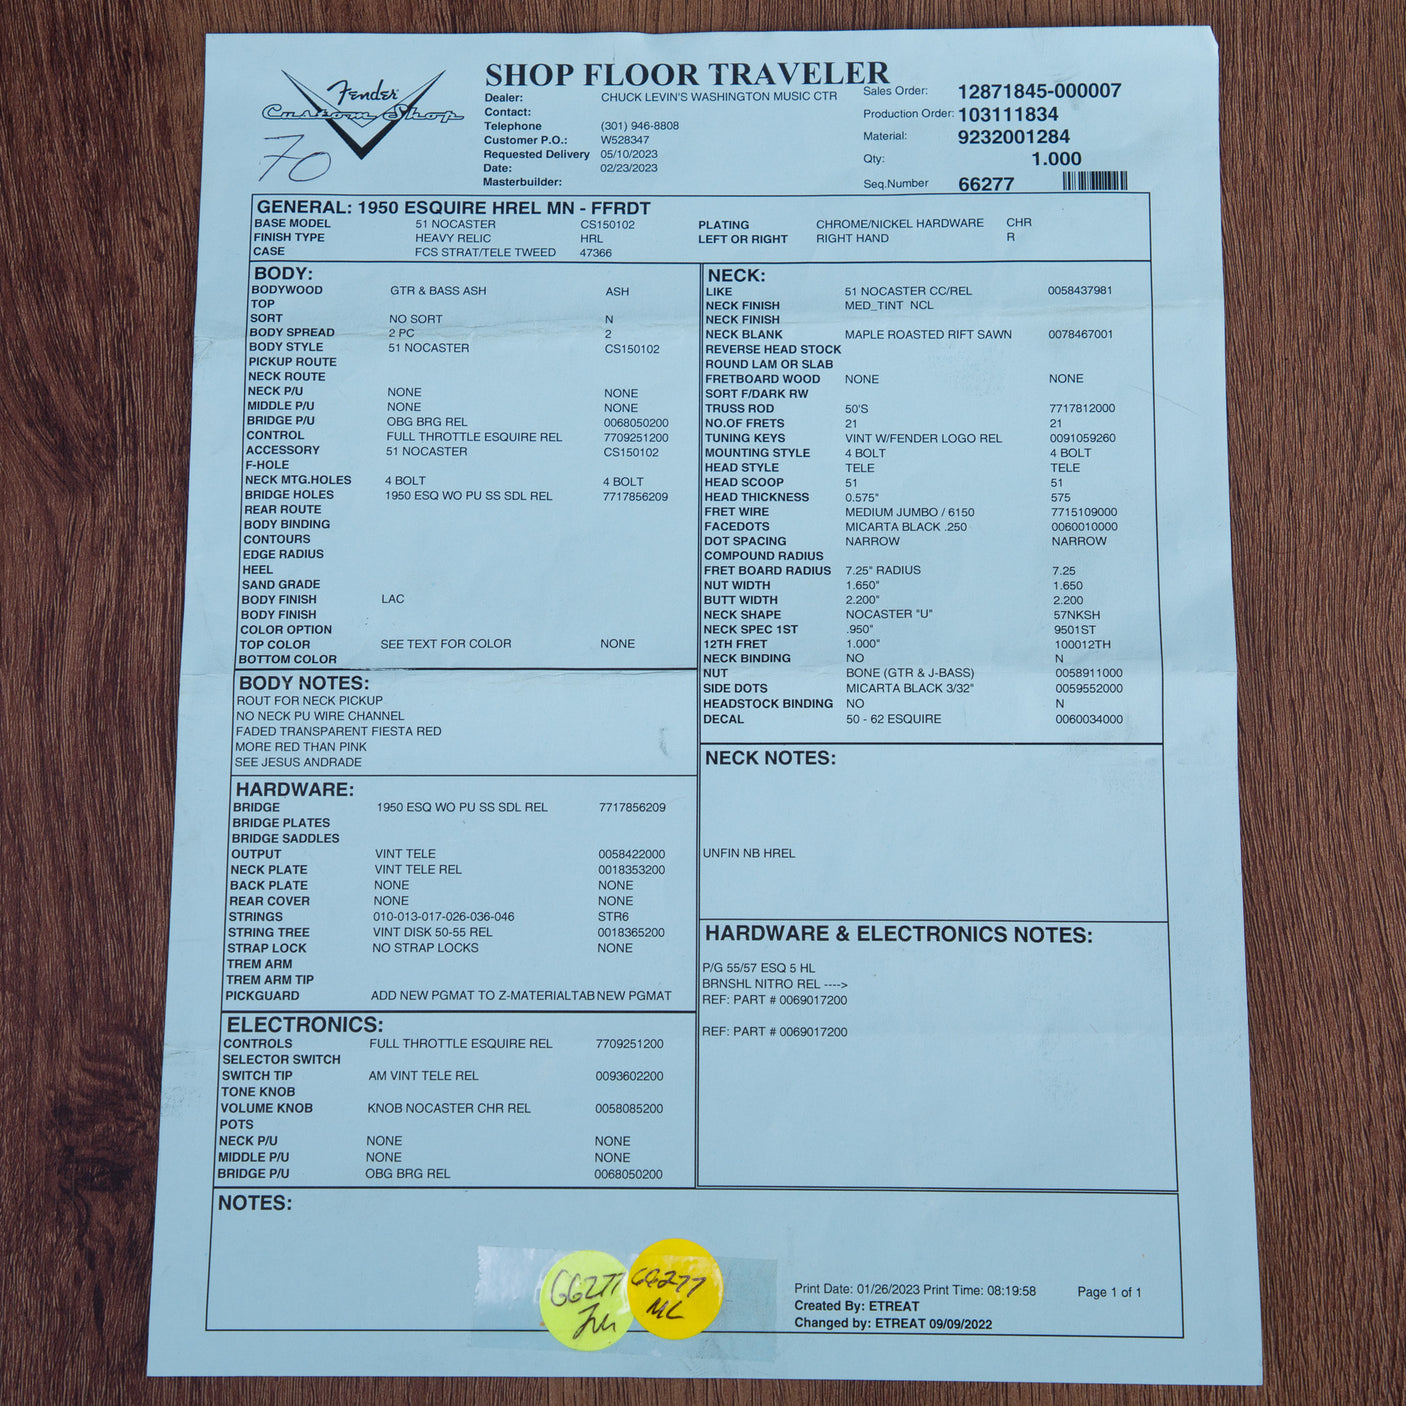 Fender
Custom Shop
70
SHOP FLOOR TRAVELER
Dealer: CHUCK LEVIN'S WASHINGTON MUSIC CTR
Contact:
Telephone (301) 946-8808
Customer P.O.: W528347
Requested Delivery 05/10/2023
Date: 02/23/2023
Masterbuilder:
Sales Order: 12871845-000007
Production Order: 103111834
Material: 9232001284
Qty: 1.000
Seq.Number 66277
GENERAL: 1950 ESQUIRE HREL MN - FFRDT
BASE MODEL 51 NOCASTER CS150102 PLATING CHROME/NICKEL HARDWARE CHR
FINISH TYPE HEAVY RELIC HRL LEFT OR RIGHT RIGHT HAND R
CASE FCS STRAT/TELE TWEED 47366
BODY:
BODYWOOD GTR & BASS ASH ASH
TOP
SORT NO SORT N
BODY SPREAD 2 PC 2
BODY STYLE 51 NOCASTER CS150102
PICKUP ROUTE
NECK ROUTE
NECK P/U NONE NONE
MIDDLE P/U NONE NONE
BRIDGE P/U OBG BRG REL 0068050200
CONTROL FULL THROTTLE ESQUIRE REL 7709251200
ACCESSORY 51 NOCASTER CS150102
F-HOLE
NECK MTG.HOLES 4 BOLT 4 BOLT
BRIDGE HOLES 1950 ESQ WO PU SS SDL REL 7717856209
REAR ROUTE
BODY BINDING
CONTOURS
EDGE RADIUS
HEEL
SAND GRADE
BODY FINISH LAC
BODY FINISH
COLOR OPTION
TOP COLOR SEE TEXT FOR COLOR NONE
BOTTOM COLOR
BODY NOTES:
ROUT FOR NECK PICKUP
NO NECK PU WIRE CHANNEL
FADED TRANSPARENT FIESTA RED
MORE RED THAN PINK
SEE JESUS ANDRADE
HARDWARE:
BRIDGE 1950 ESQ WO PU SS SDL REL 7717856209
BRIDGE PLATES
BRIDGE SADDLES
OUTPUT VINT TELE 0058422000
NECK PLATE VINT TELE REL 0018353200
BACK PLATE NONE NONE
REAR COVER NONE NONE
STRINGS 010-013-017-026-036-046 STR6
STRING TREE VINT DISK 50-55 REL 0018365200
STRAP LOCK NO STRAP LOCKS NONE
TREM ARM
TREM ARM TIP
PICKGUARD ADD NEW PGMAT TO Z-MATERIALTAB NEW PGMAT
ELECTRONICS:
CONTROLS FULL THROTTLE ESQUIRE REL 7709251200
SELECTOR SWITCH
SWITCH TIP AM VINT TELE REL 0093602200
TONE KNOB
VOLUME KNOB KNOB NOCASTER CHR REL 0058085200
POTS
NECK P/U NONE NONE
MIDDLE P/U NONE NONE
BRIDGE P/U OBG BRG REL 0068050200
NECK:
LIKE 51 NOCASTER CC/REL 0058437981
NECK FINISH MED_TINT NCL
NECK FINISH
NECK BLANK MAPLE ROASTED RIFT SAWN 0078467001
REVERSE HEAD STOCK
ROUND LAM OR SLAB
FRETBOARD WOOD NONE NONE
SORT F/DARK RW
TRUSS ROD 50'S 7717812000
NO.OF FRETS 21 21
TUNING KEYS VINT W/FENDER LOGO REL 0091059260
MOUNTING STYLE 4 BOLT 4 BOLT
HEAD STYLE TELE TELE
HEAD SCOOP 51 51
HEAD THICKNESS 0.575" 575
FRET WIRE MEDIUM JUMBO / 6150 7715109000
FACEDOTS MICARTA BLACK .250 0060010000
DOT SPACING NARROW NARROW
COMPOUND RADIUS
FRET BOARD RADIUS 7.25" RADIUS 7.25
NUT WIDTH 1.650" 1.650
BUTT WIDTH 2.200" 2.200
NECK SHAPE NOCASTER "U" 57NKSH
NECK SPEC 1ST .950" 9501ST
12TH FRET 1.000" 100012TH
NECK BINDING NO N
NUT BONE (GTR & J-BASS) 0058911000
SIDE DOTS MICARTA BLACK 3/32" 0059552000
HEADSTOCK BINDING NO N
DECAL 50 - 62 ESQUIRE 0060034000
NECK NOTES:
UNFIN NB HREL
HARDWARE & ELECTRONICS NOTES:
P/G 55/57 ESQ 5 HL
BRNSHL NITRO REL ---->
REF: PART # 0069017200
REF: PART # 0069017200
NOTES:
66277
66277
ML
Print Date: 01/26/2023 Print Time: 08:19:58 Page 1 of 1
Created By: ETREAT
Changed by: ETREAT 09/09/2022